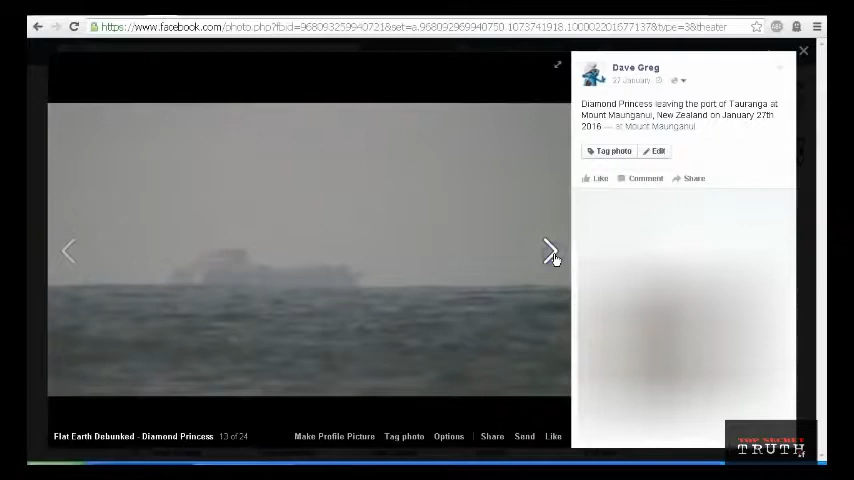 https://www.facebook.com/photo.php?fbid=968093259940721&set=a.968092969940750.1073741918.100002201677137&type=3&theater
Dave Greg
27 January
Diamond Princess leaving the port of Tauranga at
Mount Maunganui, New Zealand on January 27th
2016 — at Mount Maunganui.
Tag photo
Edit
Like
Comment
Share
Flat Earth Debunked - Diamond Princess
13 of 24
Make Profile Picture
Tag photo
Options
Share
Send
Like
TOP SECRET
TRUTH